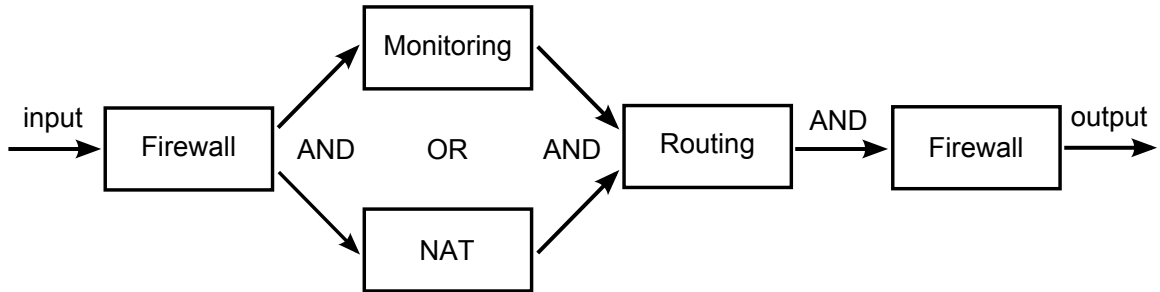 Monitoring
input
Firewall
AND
OR
AND
Routing
AND
Firewall
output
NAT